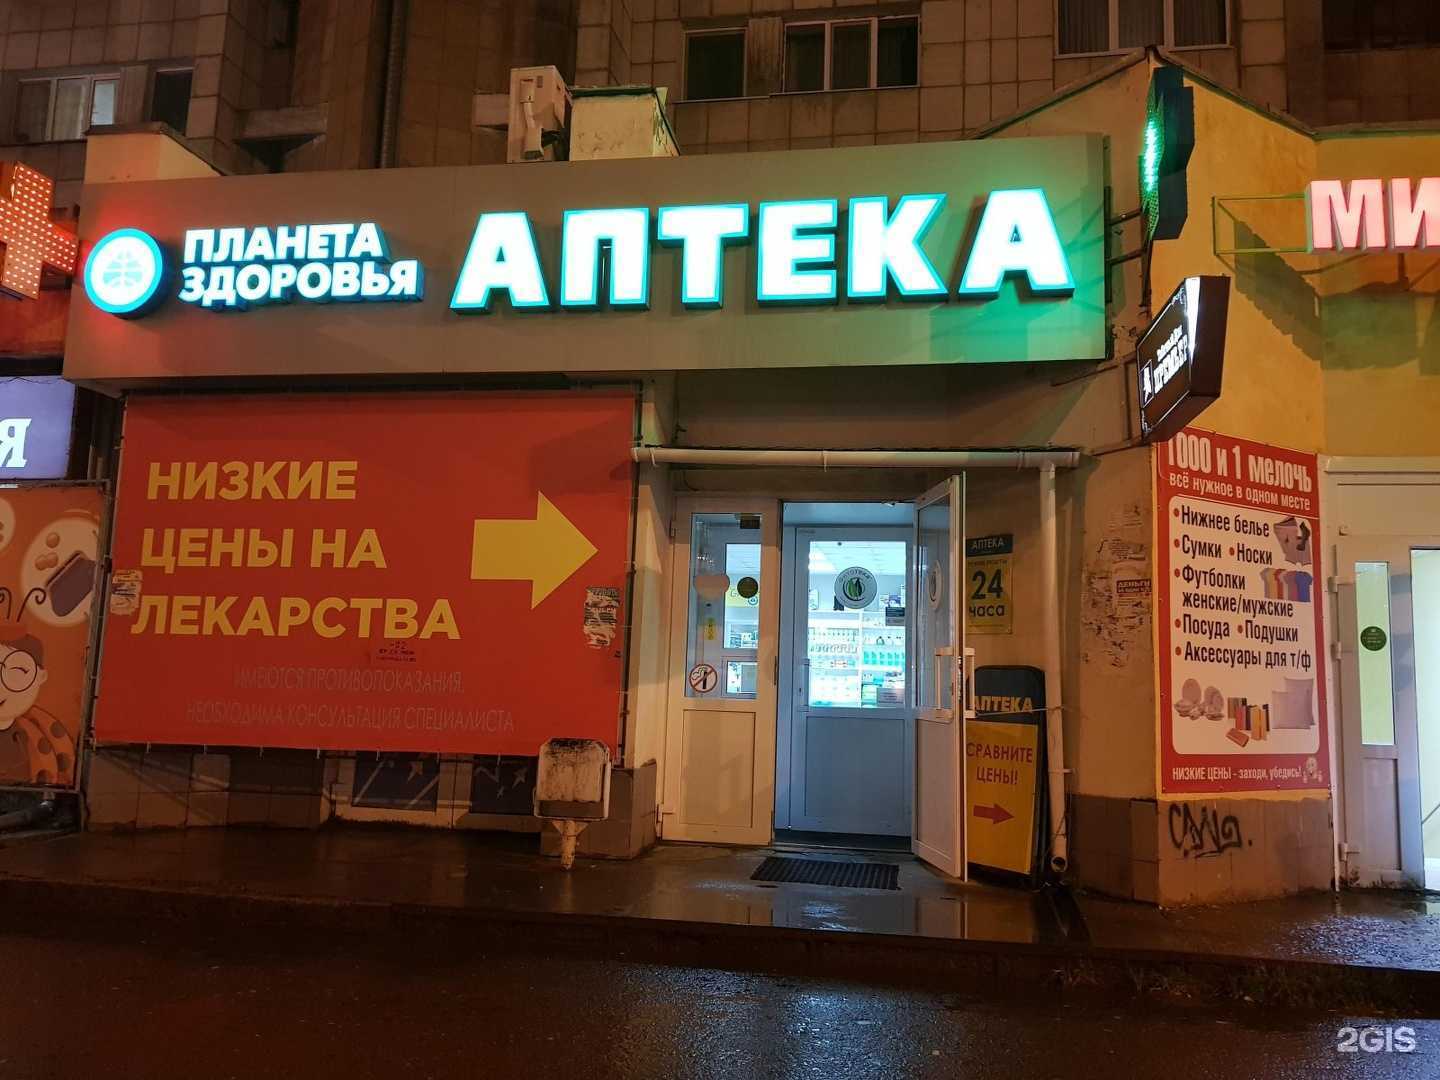 ПЛАНЕТА
ЗДОРОВЬЯ
АПТЕКА
МИ
Я
ПРЕМЬЕР
НИЗКИЕ
ЦЕНЫ НА
ЛЕКАРСТВА
ИМЕЮТСЯ ПРОТИВОПОКАЗАНИЯ,
НЕОБХОДИМА КОНСУЛЬТАЦИЯ СПЕЦИАЛИСТА
АПТЕКА
24
часа
АПТЕКА
СРАВНИТЕ
ЦЕНЫ!
1000 и 1 мелочь
всё нужное в одном месте
•Нижнее белье
•Сумки •Носки
•Футболки
женские/мужские
•Посуда •Подушки
•Аксессуары для т/ф
НИЗКИЕ ЦЕНЫ - заходи, убедись!
ДЕНЬГИ
2GIS